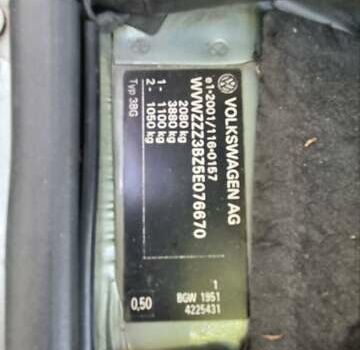 VOLKSWAGEN AG
e1-2001/116-0157
WVWZZZ3BZ5E076670
2080 kg
3880 kg
1- 1100 kg
2- 1050 kg
Typ 3BG
0,50
1
BGW 1951
4225431